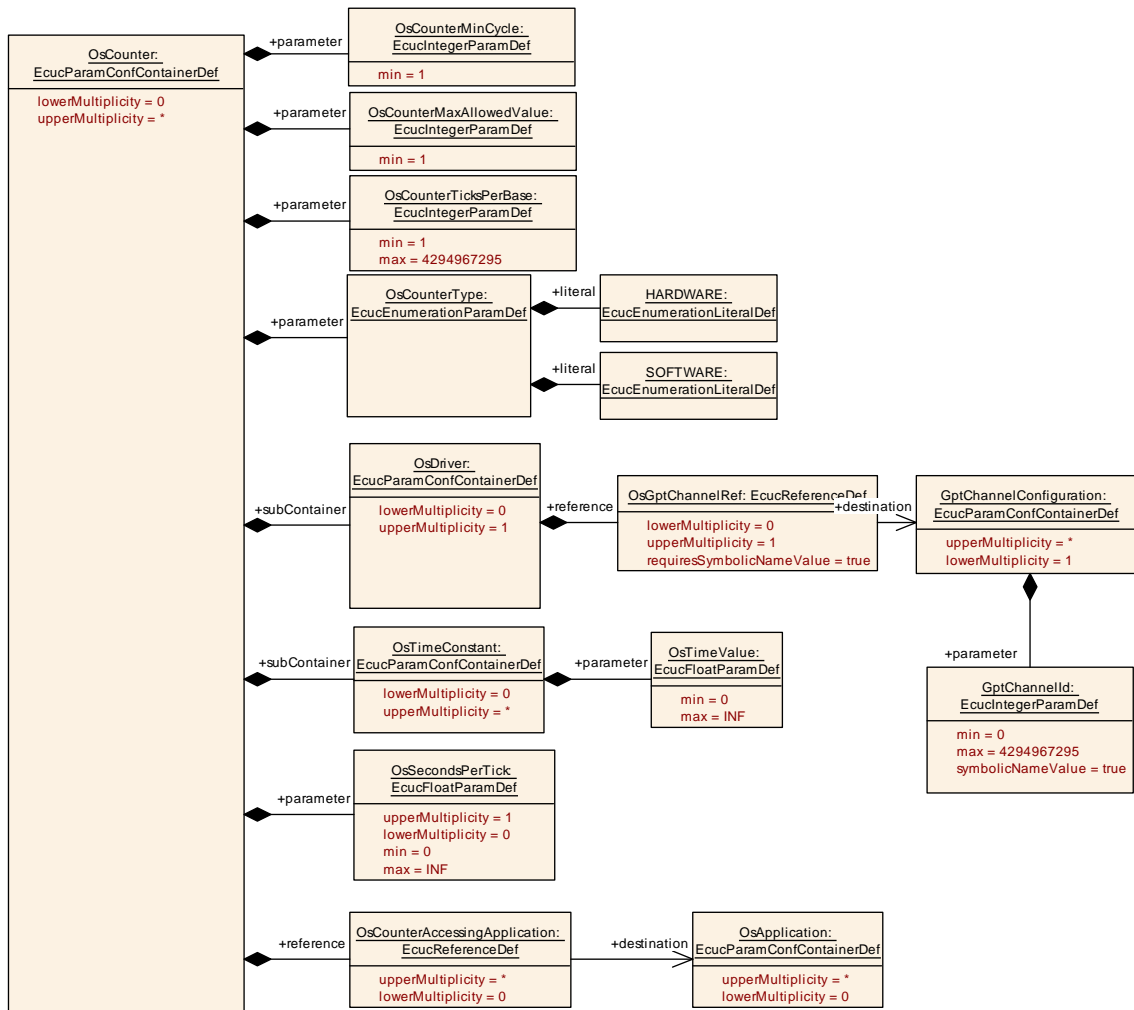 OsCounter:
EcucParamConfContainerDef
lowerMultiplicity = 0
upperMultiplicity = *
+parameter
OsCounterMinCycle:
EcucIntegerParamDef
min = 1
+parameter
OsCounterMaxAllowedValue:
EcucIntegerParamDef
min = 1
+parameter
OsCounterTicksPerBase:
EcucIntegerParamDef
min = 1
max = 4294967295
+parameter
OsCounterType:
EcucEnumerationParamDef
+literal
HARDWARE:
EcucEnumerationLiteralDef
+literal
SOFTWARE:
EcucEnumerationLiteralDef
+subContainer
OsDriver:
EcucParamConfContainerDef
lowerMultiplicity = 0
upperMultiplicity = 1
+reference
OsGptChannelRef: EcucReferenceDef
lowerMultiplicity = 0
upperMultiplicity = 1
requiresSymbolicNameValue = true
+destination
GptChannelConfiguration:
EcucParamConfContainerDef
upperMultiplicity = *
lowerMultiplicity = 1
+parameter
GptChannelId:
EcucIntegerParamDef
min = 0
max = 4294967295
symbolicNameValue = true
+subContainer
OsTimeConstant:
EcucParamConfContainerDef
lowerMultiplicity = 0
upperMultiplicity = *
+parameter
OsTimeValue:
EcucFloatParamDef
min = 0
max = INF
+parameter
OsSecondsPerTick:
EcucFloatParamDef
upperMultiplicity = 1
lowerMultiplicity = 0
min = 0
max = INF
+reference
OsCounterAccessingApplication:
EcucReferenceDef
upperMultiplicity = *
lowerMultiplicity = 0
+destination
OsApplication:
EcucParamConfContainerDef
upperMultiplicity = *
lowerMultiplicity = 0